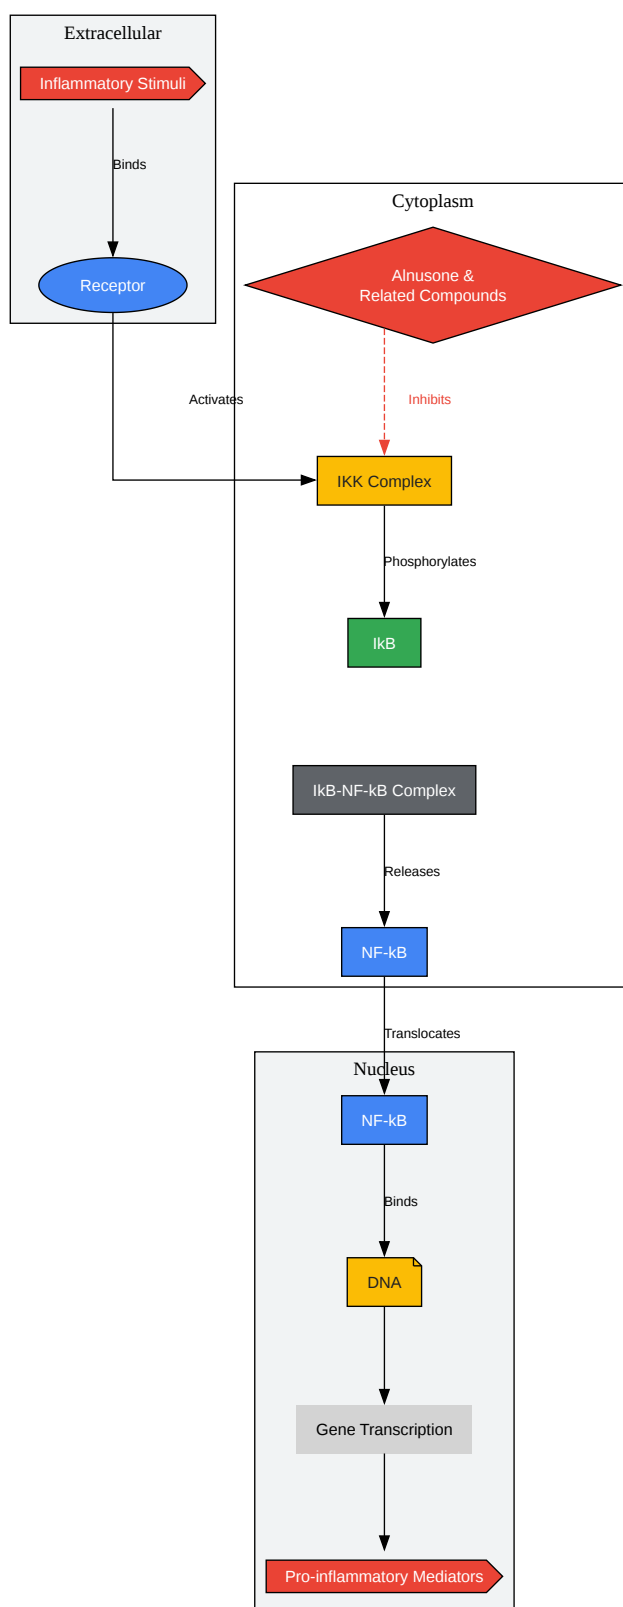 Extracellular
Inflammatory Stimuli
Binds
Receptor
Cytoplasm
Alnusone &
Related Compounds
Activates
Inhibits
IKK Complex
Phosphorylates
IkB
IkB-NF-kB Complex
Releases
NF-kB
Translocates
Nucleus
NF-kB
Binds
DNA
Gene Transcription
Pro-inflammatory Mediators